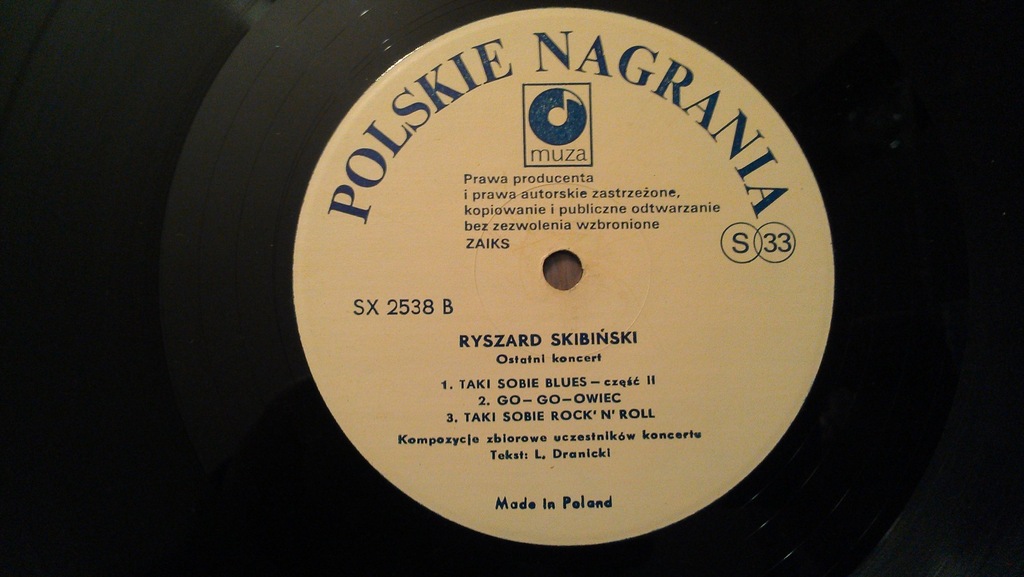 POLSKIE NAGRANIA
muza
Prawa producenta
i prawa autorskie zastrzeżone,
kopiowanie i publiczne odtwarzanie
bez zezwolenia wzbronione
ZAIKS
S 33
SX 2538 B
RYSZARD SKIBIŃSKI
Ostatni koncert
1. TAKI SOBIE BLUES – część II
2. GO – GO – OWIEC
3. TAKI SOBIE ROCK' N' ROLL
Kompozycje zbiorowe uczestników koncertu
Tekst: L. Dranicki
Made in Poland